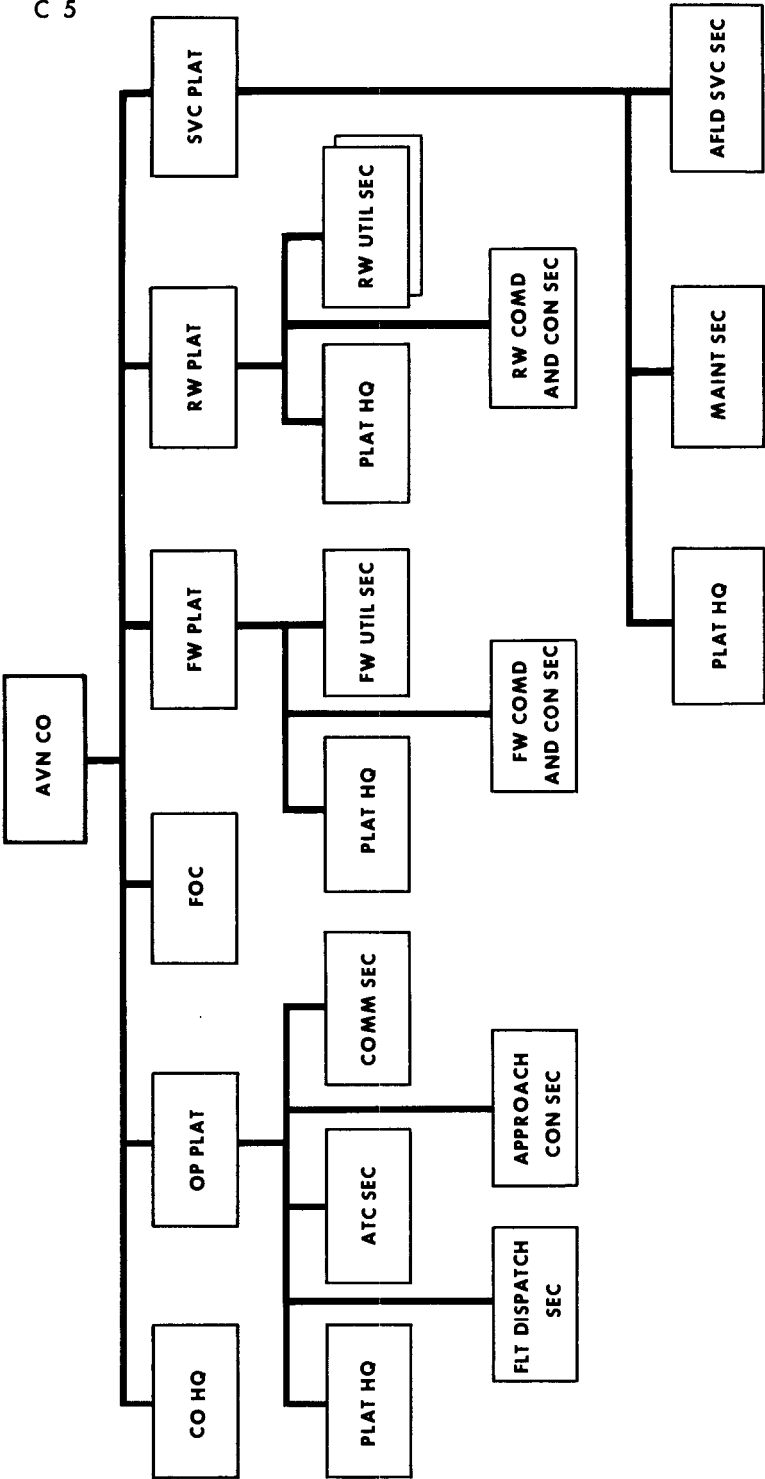 C 5
AVN CO
CO HQ
OP PLAT
FOC
FW PLAT
RW PLAT
SVC PLAT
PLAT HQ
ATC SEC
COMM SEC
PLAT HQ
FW UTIL SEC
PLAT HQ
RW UTIL SEC
FLT DISPATCH
SEC
APPROACH
CON SEC
FW COMD
AND CON SEC
RW COMD
AND CON SEC
PLAT HQ
MAINT SEC
AFLD SVC SEC